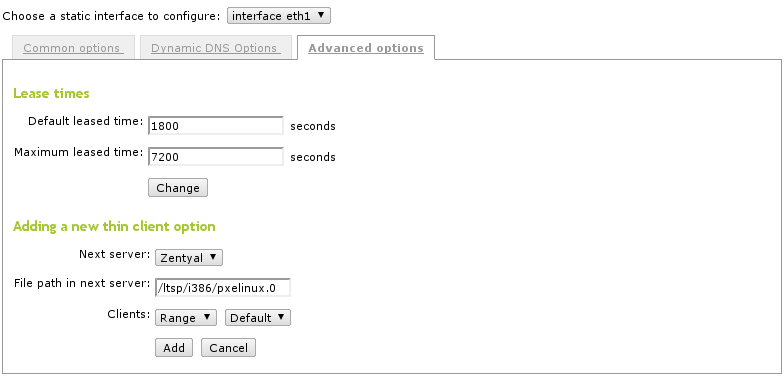 Choose a static interface to configure: interface eth1
Common options Dynamic DNS Options Advanced options
Lease times
Default leased time: 1800 seconds
Maximum leased time: 7200 seconds
Change
Adding a new thin client option
Next server: Zentyal
File path in next server: /ltsp/i386/pxelinux.0
Clients: Range Default
Add Cancel